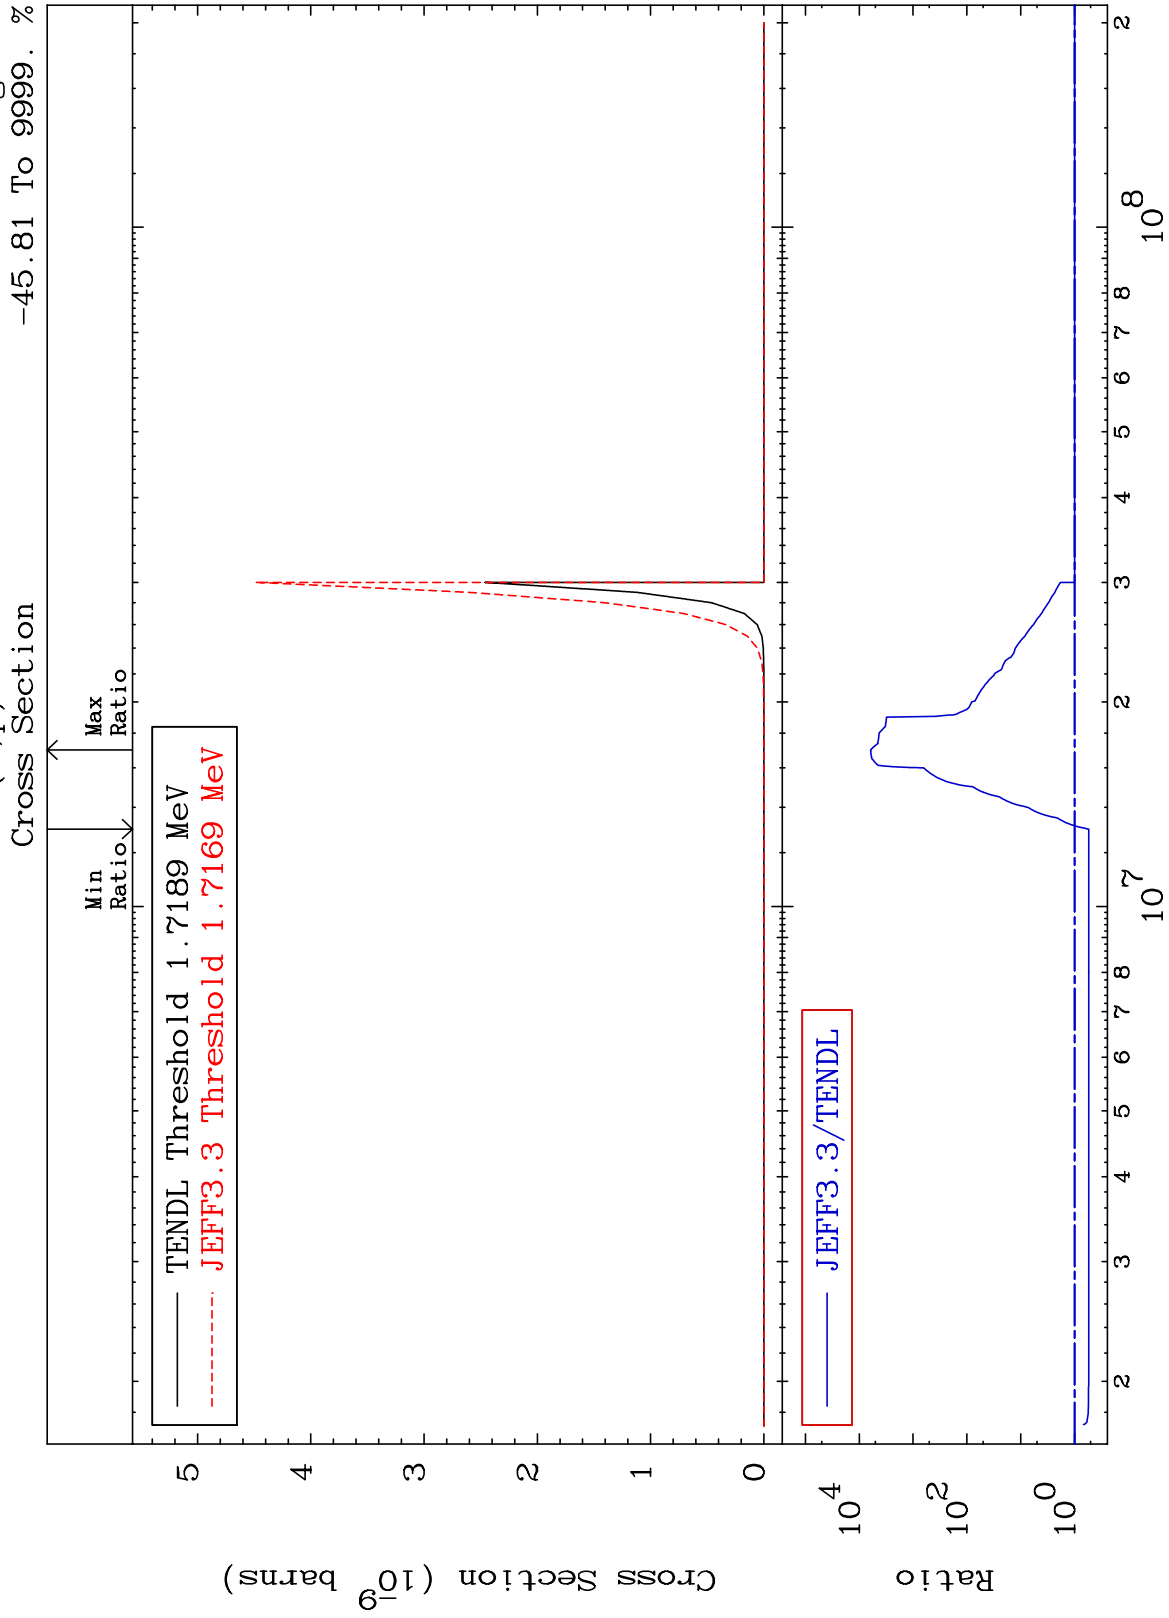 -45.81 To 9999. %
Cross Section
Min
Ratio
Max
Ratio
TENDL Threshold 1.7189 MeV
JEFF3.3 Threshold 1.7169 MeV
Cross Section (10^-9 barns)
5
4
3
2
1
0
JEFF3.3/TENDL
Ratio
10^4
10^2
10^0
2 3 4 5 6 7 8 10^7 2 3 4 5 6 7 8 10^8 2